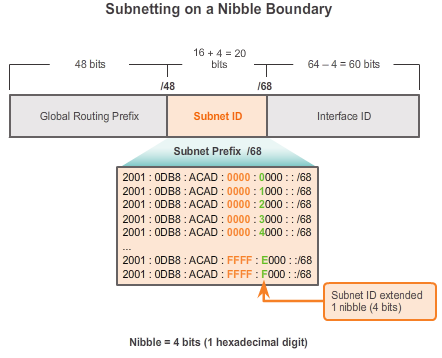 Subnetting on a Nibble Boundary
48 bits
16 + 4 = 20
bits
64 – 4 = 60 bits
/48
/68
Global Routing Prefix
Subnet ID
Interface ID
Subnet Prefix /68
2001 : 0DB8 : ACAD : 0000 : 0000 : : /68
2001 : 0DB8 : ACAD : 0000 : 1000 : : /68
2001 : 0DB8 : ACAD : 0000 : 2000 : : /68
2001 : 0DB8 : ACAD : 0000 : 3000 : : /68
2001 : 0DB8 : ACAD : 0000 : 4000 : : /68
...
2001 : 0DB8 : ACAD : FFFF : E000 : : /68
2001 : 0DB8 : ACAD : FFFF : F000 : : /68
Subnet ID extended
1 nibble (4 bits)
Nibble = 4 bits (1 hexadecimal digit)